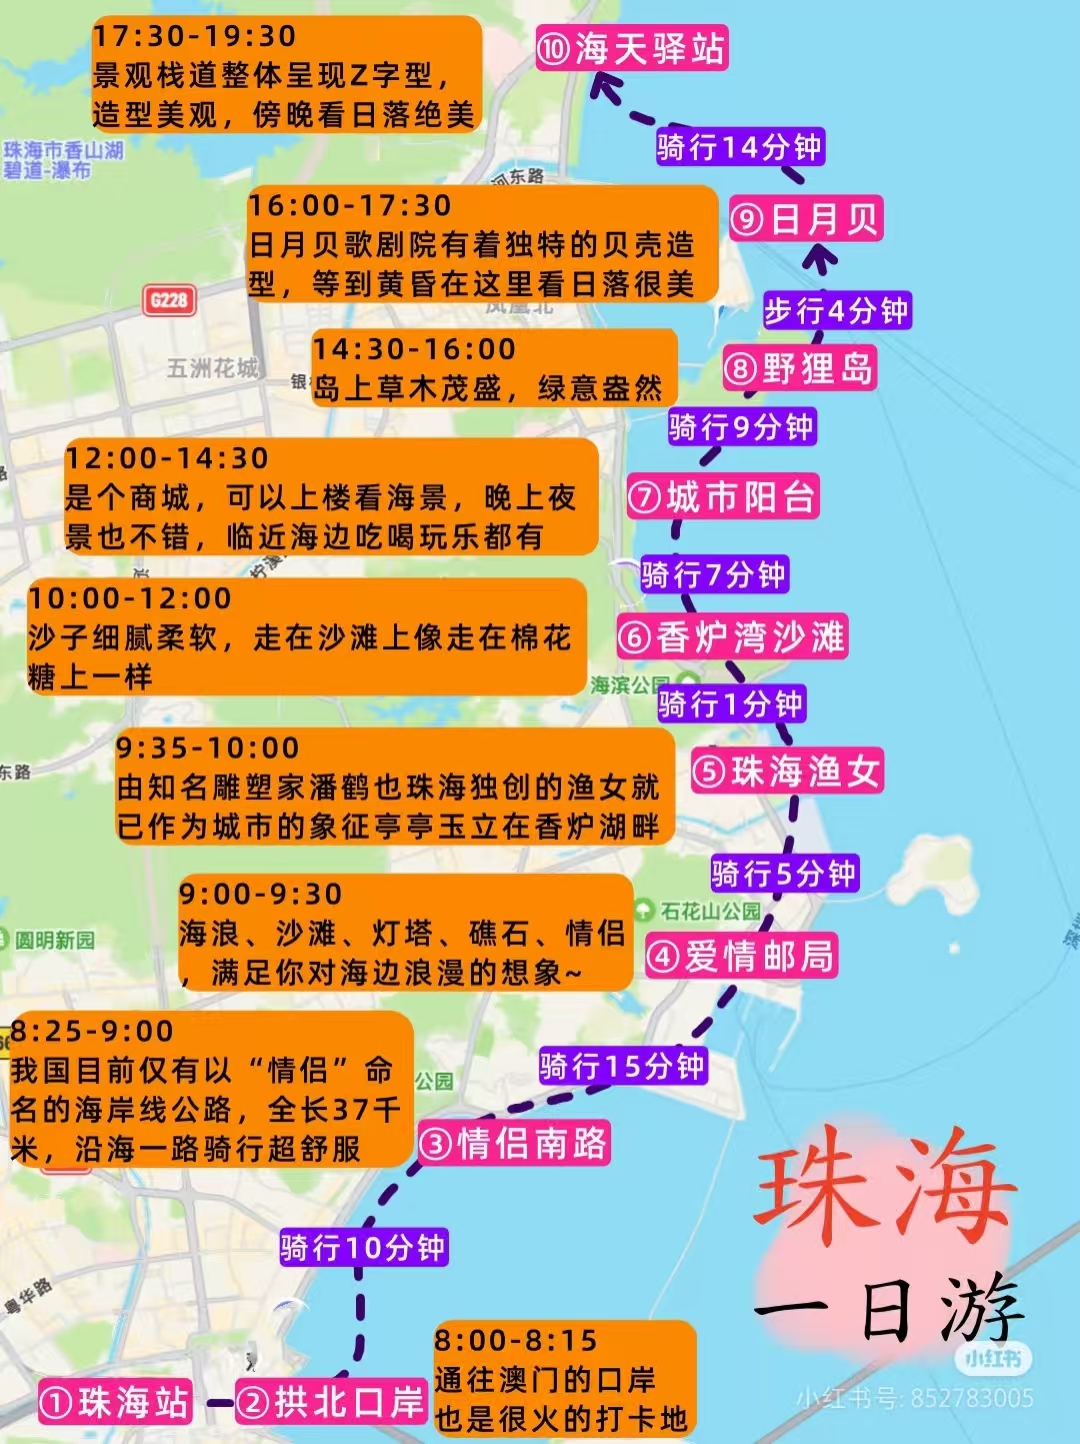 17:30-19:30
景观栈道整体呈现Z字型，
造型美观，傍晚看日落绝美
⑩海天驿站
骑行14分钟
珠海市香山湖
碧道-瀑布
河东路
16:00-17:30
日月贝歌剧院有着独特的贝壳造
型，等到黄昏在这里看日落很美
⑨日月贝
步行4分钟
G228
凤凰北
五洲花城
银
14:30-16:00
岛上草木茂盛，绿意盎然
⑧野狸岛
骑行9分钟
12:00-14:30
是个商城，可以上楼看海景，晚上夜
景也不错，临近海边吃喝玩乐都有
⑦城市阳台
骑行7分钟
柠溪
10:00-12:00
沙子细腻柔软，走在沙滩上像走在棉花
糖上一样
⑥香炉湾沙滩
海滨公园
骑行1分钟
9:35-10:00
由知名雕塑家潘鹤也珠海独创的渔女就
已作为城市的象征亭亭玉立在香炉湖畔
⑤珠海渔女
东路
骑行5分钟
9:00-9:30
海浪、沙滩、灯塔、礁石、情侣
，满足你对海边浪漫的想象~
石花山公园
④爱情邮局
圆明新园
8:25-9:00
我国目前仅有以“情侣”命
名的海岸线公路，全长37千
米，沿海一路骑行超舒服
公园
骑行15分钟
③情侣南路
骑行10分钟
粤华路
8:00-8:15
通往澳门的口岸
也是很火的打卡地
①珠海站
②拱北口岸
珠海
一日游
小红书
小红书号: 852783005